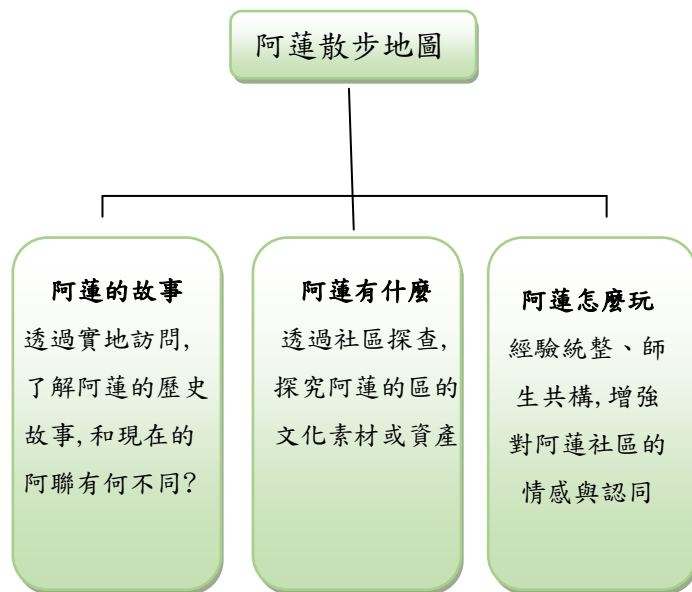 阿蓮散步地圖
阿蓮的故事
透過實地訪問,
了解阿蓮的歷史
故事,和現在的
阿聯有何不同?
阿蓮有什麼
透過社區探查,
探究阿蓮的區的
文化素材或資產
阿蓮怎麼玩
經驗統整、師
生共構,增強
對阿蓮社區的
情感與認同